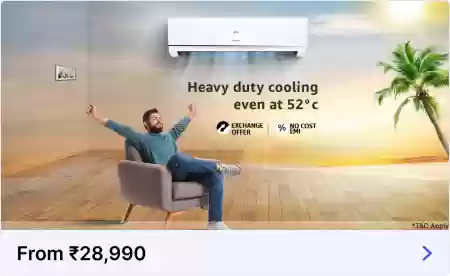 Heavy duty cooling
even at 52°c
EXCHANGE
OFFER
% NO COST
EMI
*T&C Apply
From ₹28,990